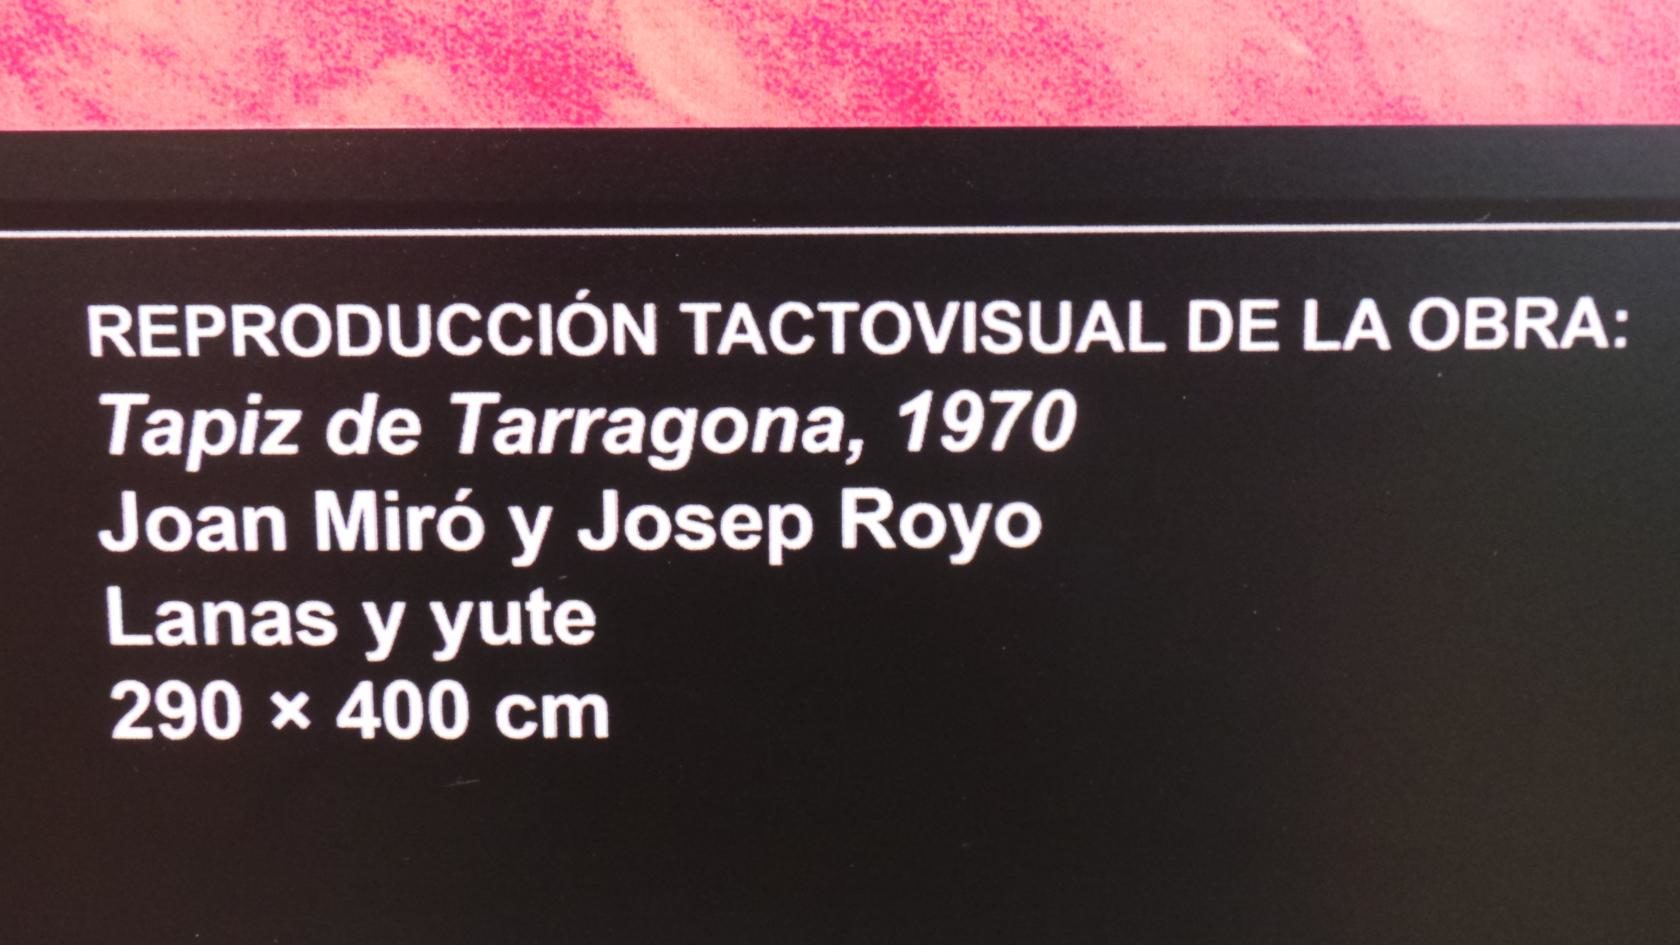 REPRODUCCIÓN TACTOVISUAL DE LA OBRA:
Tapiz de Tarragona, 1970
Joan Miró y Josep Royo
Lanas y yute
290 × 400 cm